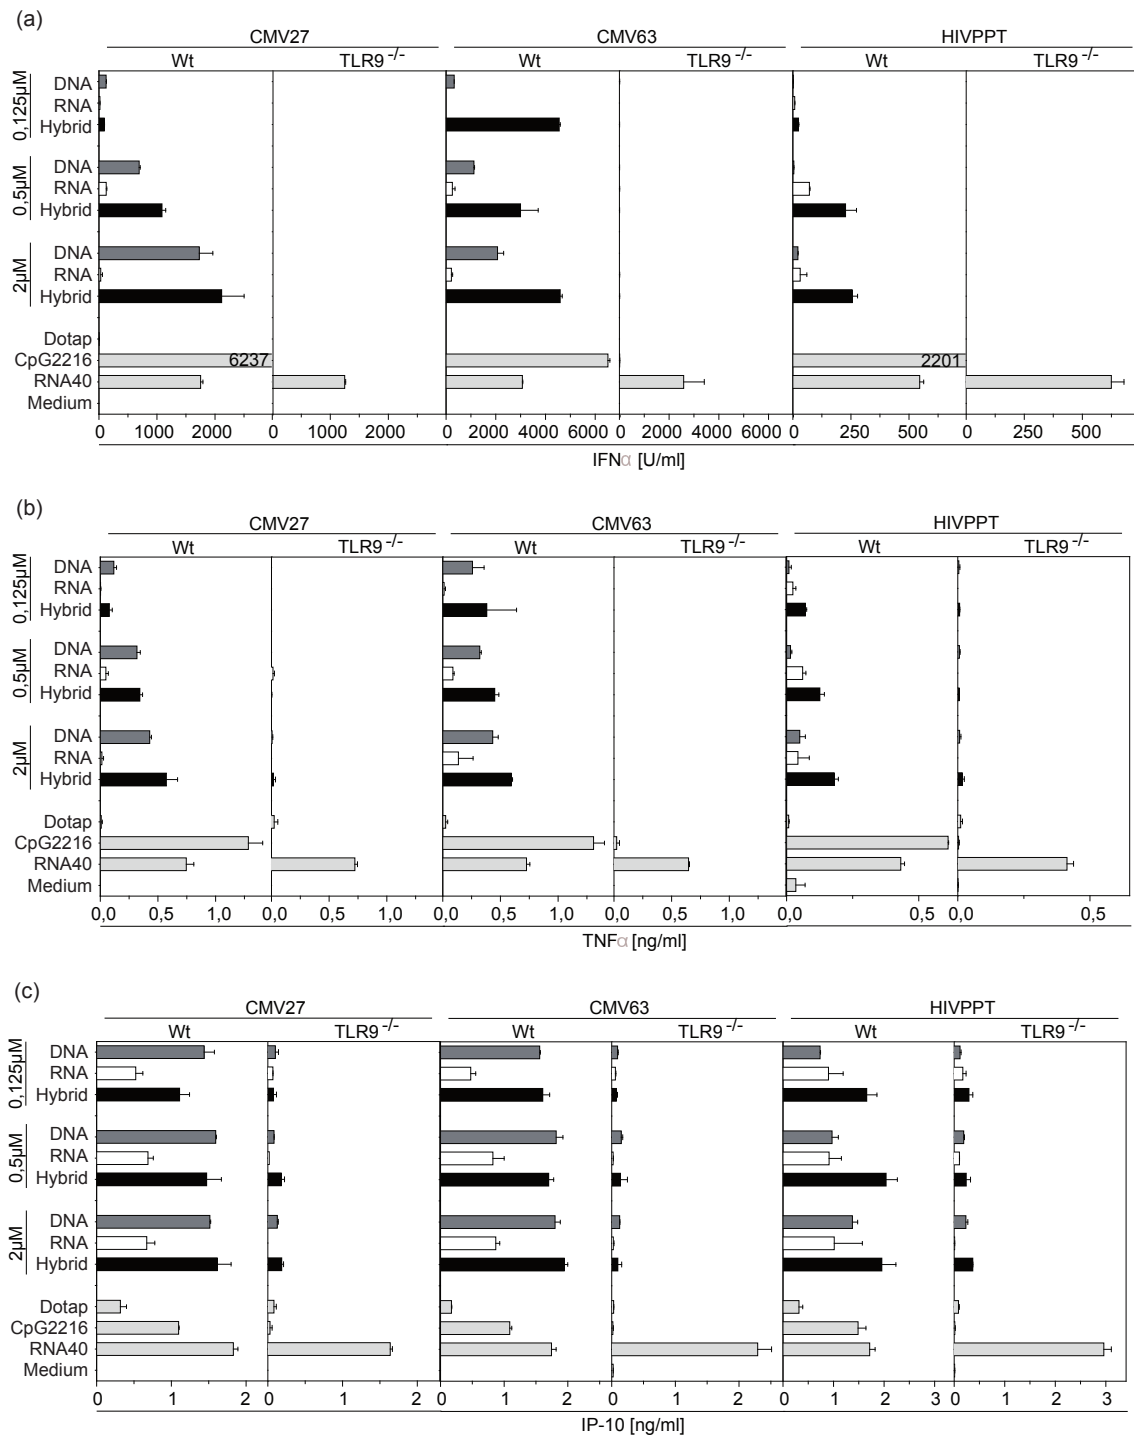 (a)
CMV27 CMV63 HIVPPT
Wt TLR9 -/- Wt TLR9 -/- Wt TLR9 -/-
0,125µM
DNA
RNA
Hybrid
0,5µM
DNA
RNA
Hybrid
2µM
DNA
RNA
Hybrid
Dotap
CpG2216 6237 2201
RNA40
Medium
0 1000 2000 0 1000 2000 0 2000 4000 6000 0 2000 4000 6000 0 250 500 0 250 500
IFNα [U/ml]
(b)
CMV27 CMV63 HIVPPT
Wt TLR9 -/- Wt TLR9 -/- Wt TLR9 -/-
0,125µM
DNA
RNA
Hybrid
0,5µM
DNA
RNA
Hybrid
2µM
DNA
RNA
Hybrid
Dotap
CpG2216
RNA40
Medium
0,0 0,5 1,0 0,0 0,5 1,0 0,0 0,5 1,0 0,0 0,5 1,0 0,0 0,5 0,0 0,5
TNFα [ng/ml]
(c)
CMV27 CMV63 HIVPPT
Wt TLR9 -/- Wt TLR9 -/- Wt TLR9 -/-
0,125µM
DNA
RNA
Hybrid
0,5µM
DNA
RNA
Hybrid
2µM
DNA
RNA
Hybrid
Dotap
CpG2216
RNA40
Medium
0 1 2 0 1 2 0 1 2 0 1 2 0 1 2 3 0 1 2 3
IP-10 [ng/ml]